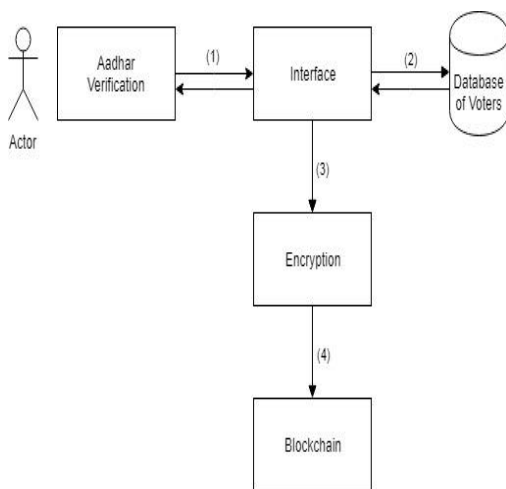 Actor
Aadhar
Verification
(1)
Interface
(2)
Database
of Voters
(3)
Encryption
(4)
Blockchain